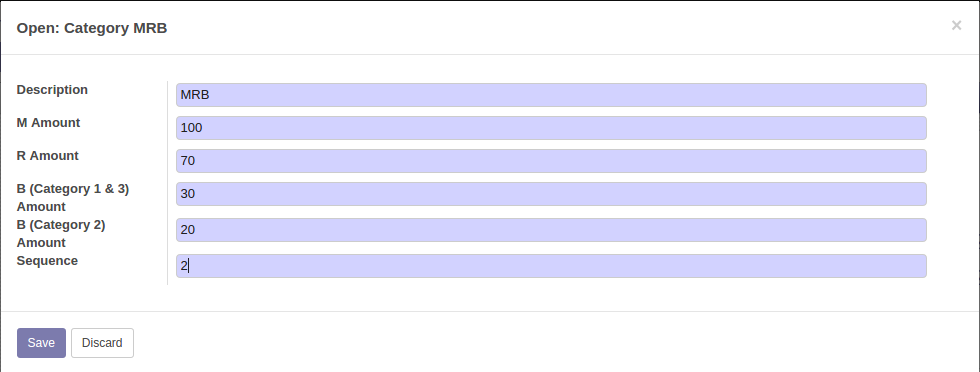 Open: Category MRB
×
Description
MRB
M Amount
100
R Amount
70
B (Category 1 & 3)
Amount
30
B (Category 2)
Amount
20
Sequence
2
Save
Discard